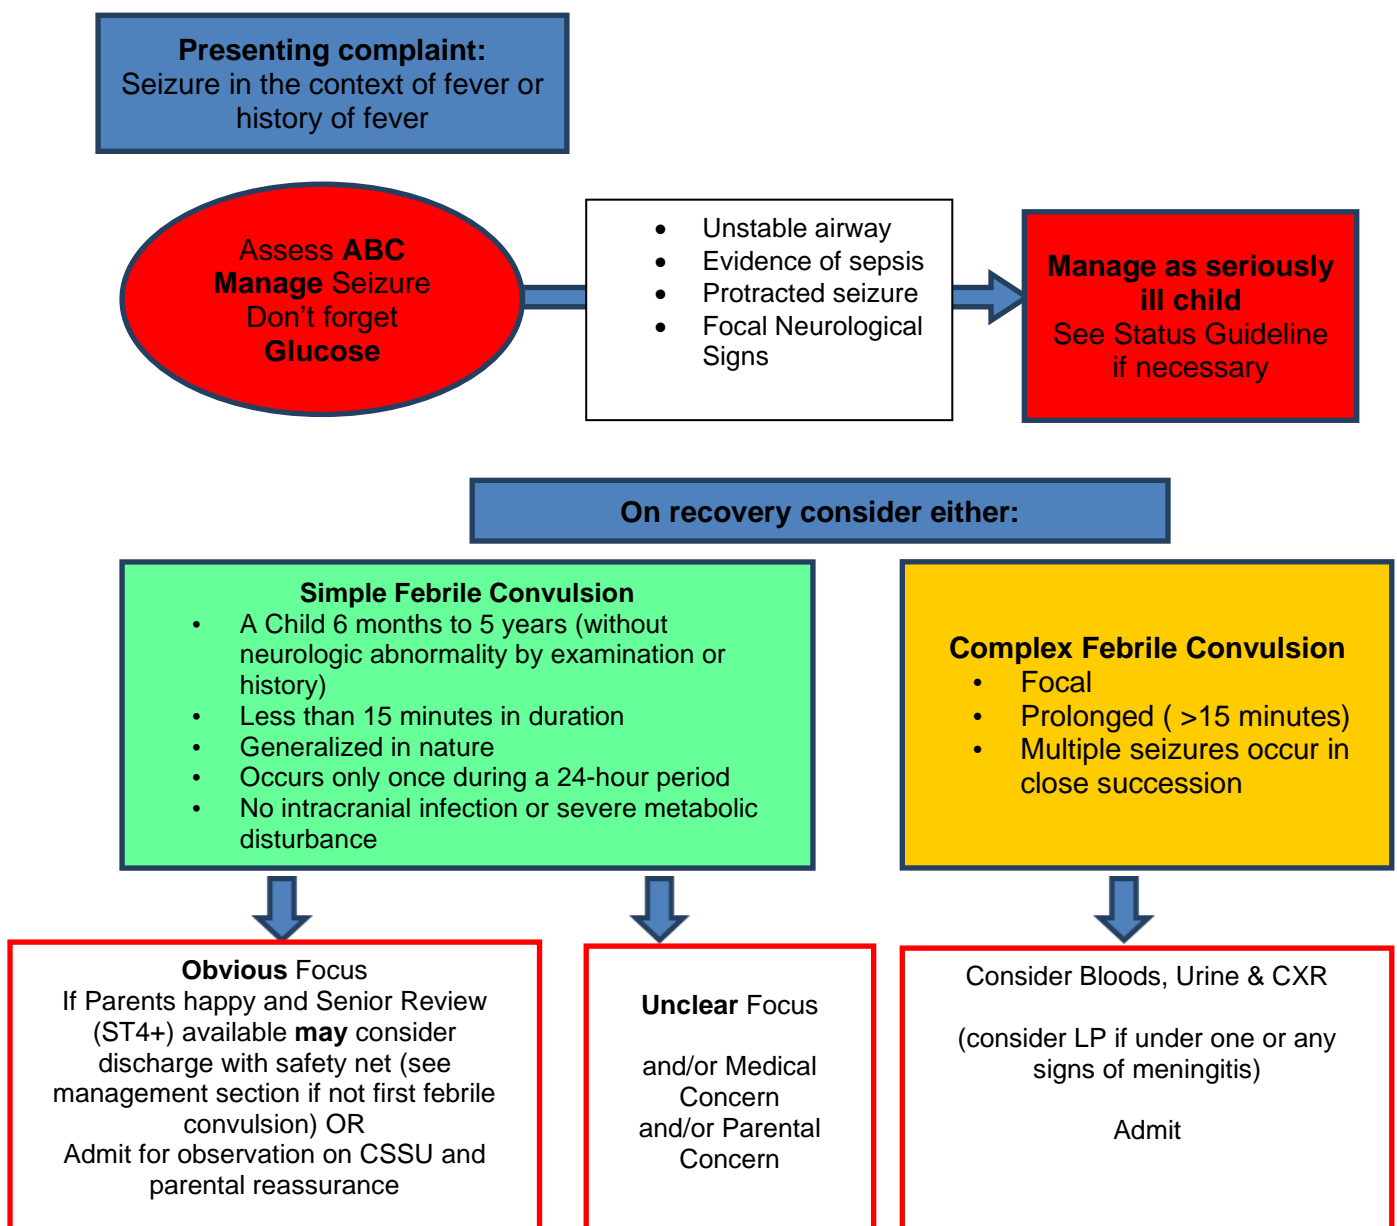 Presenting complaint:
Seizure in the context of fever or
history of fever
Assess ABC
Manage Seizure
Don't forget
Glucose
• Unstable airway
• Evidence of sepsis
• Protracted seizure
• Focal Neurological
Signs
Manage as seriously
ill child
See Status Guideline
if necessary
On recovery consider either:
Simple Febrile Convulsion
• A Child 6 months to 5 years (without
neurologic abnormality by examination or
history)
• Less than 15 minutes in duration
• Generalized in nature
• Occurs only once during a 24-hour period
• No intracranial infection or severe metabolic
disturbance
Complex Febrile Convulsion
• Focal
• Prolonged ( >15 minutes)
• Multiple seizures occur in
close succession
Obvious Focus
If Parents happy and Senior Review
(ST4+) available may consider
discharge with safety net (see
management section if not first febrile
convulsion) OR
Admit for observation on CSSU and
parental reassurance
Unclear Focus
and/or Medical
Concern
and/or Parental
Concern
Consider Bloods, Urine & CXR
(consider LP if under one or any
signs of meningitis)
Admit